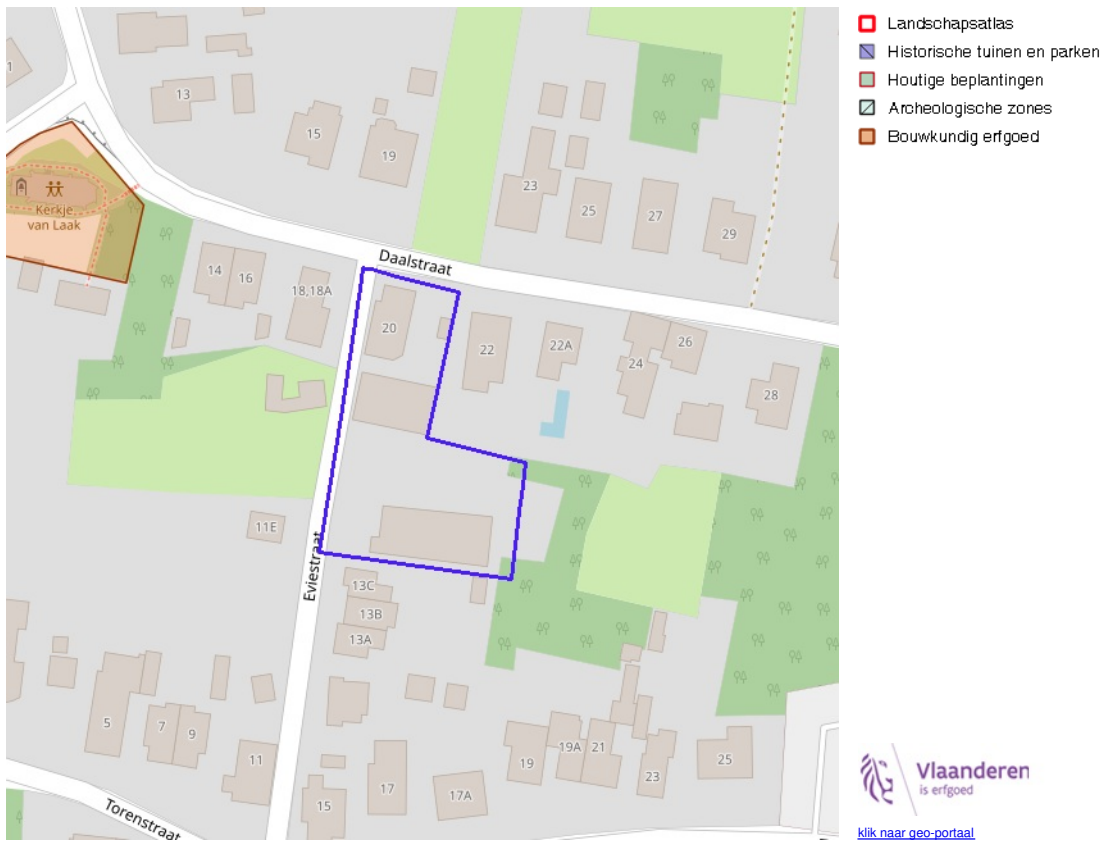 Landschapsatlas
Historische tuinen en parken
Houtige beplantingen
Archeologische zones
Bouwkundig erfgoed
1
13
15
19
23
25
27
29
Kerkje
van Laak
Daalstraat
14
16
18,18A
20
22
22A
24
26
28
11E
Eviestraat
13C
13B
13A
5
7
9
11
15
17
17A
19
19A
21
23
25
Torenstraat
Vlaanderen
is erfgoed
klik naar geo-portaal